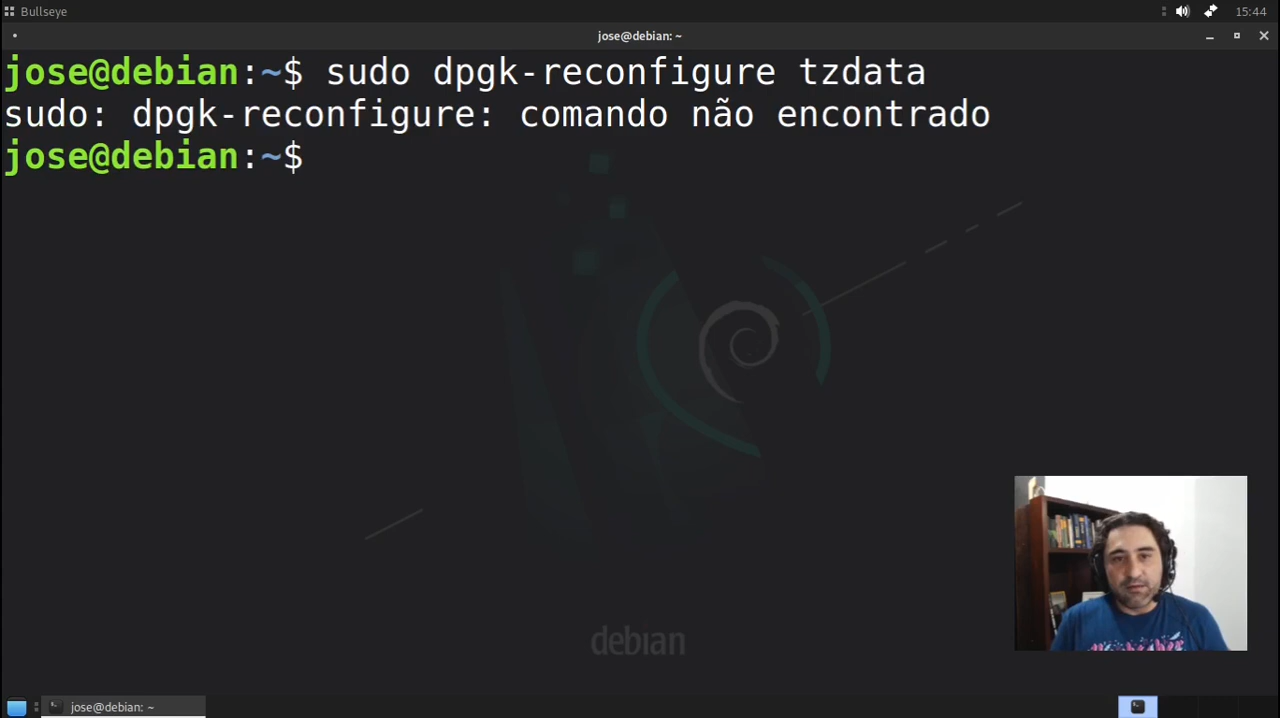 Bullseye
15:44
jose@debian: ~
jose@debian:~$ sudo dpgk-reconfigure tzdata
sudo: dpgk-reconfigure: comando não encontrado
jose@debian:~$
debian
jose@debian: ~